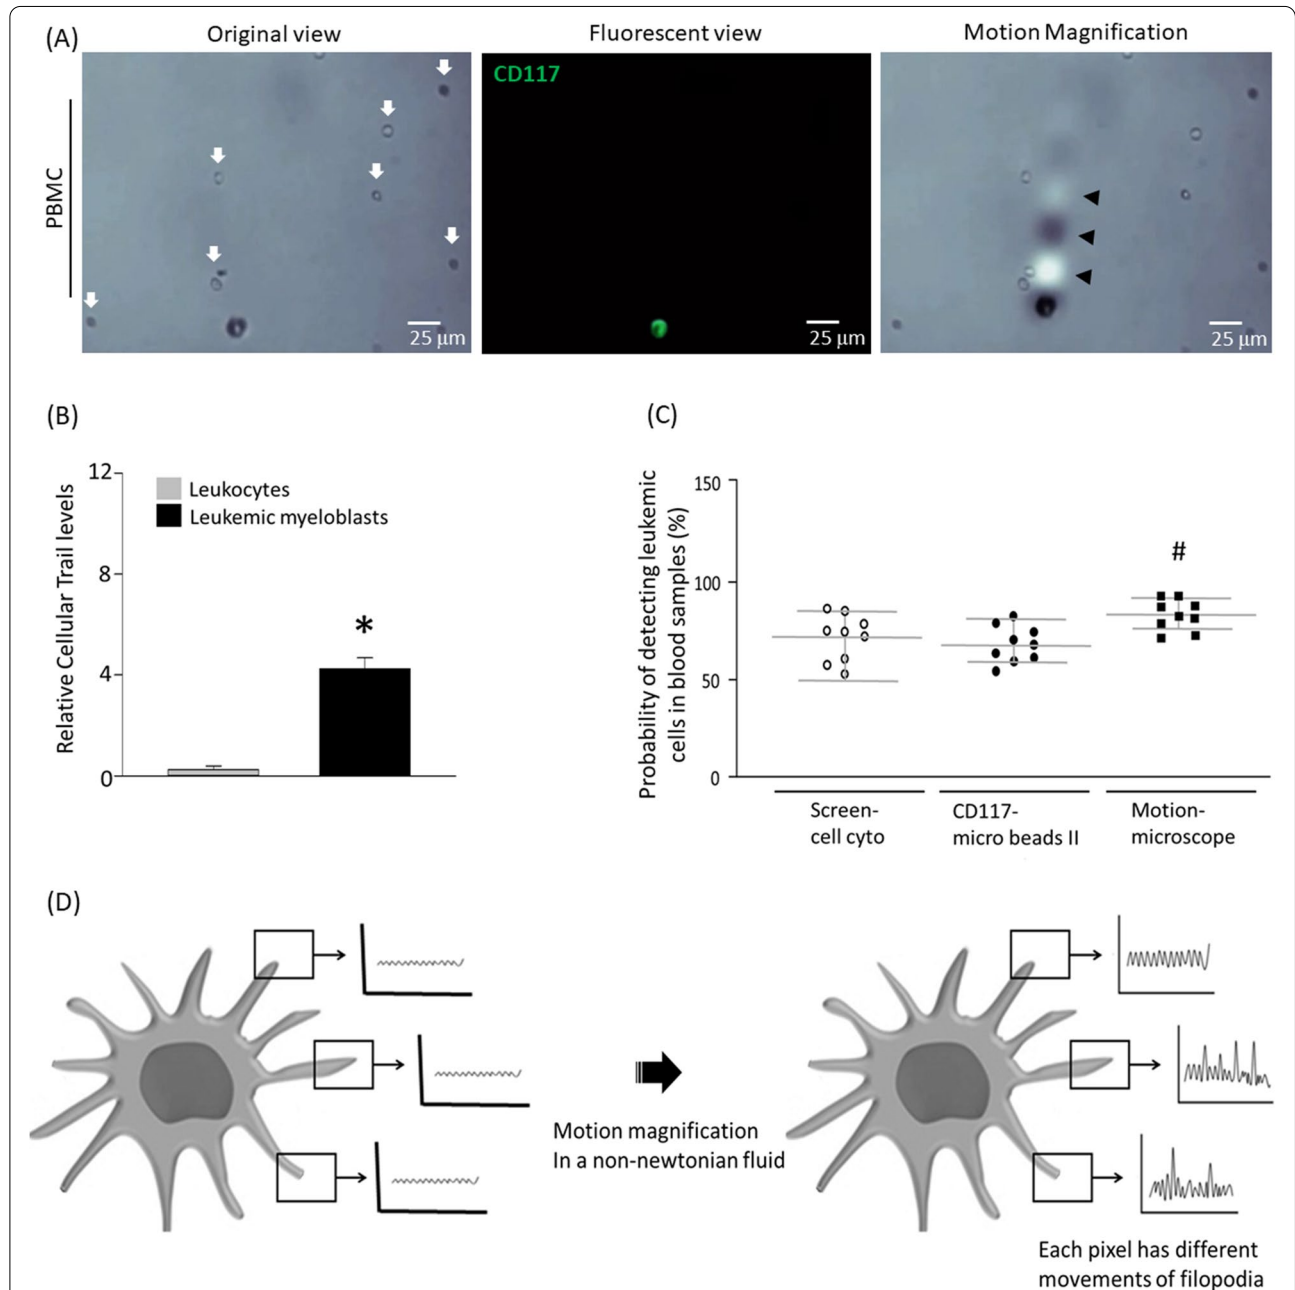 (A)
Original view
Fluorescent view
Motion Magnification
CD117
PBMC
25 µm
25 µm
25 µm
(B)
Relative Cellular Trail levels
12
8
4
0
Leukocytes
Leukemic myeloblasts
*
(C)
Probability of detecting leukemic
cells in blood samples (%)
150
100
50
0
#
Screen-
cell cyto
CD117-
micro beads II
Motion-
microscope
(D)
Motion magnification
In a non-newtonian fluid
Each pixel has different
movements of filopodia